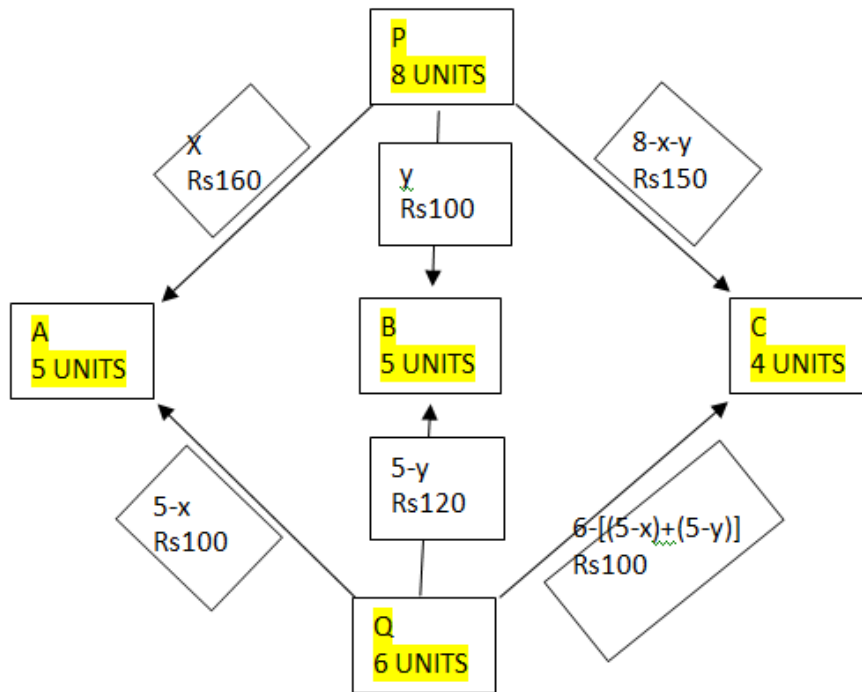 P
8 UNITS
X
Rs160
y
Rs100
8-x-y
Rs150
A
5 UNITS
B
5 UNITS
C
4 UNITS
5-x
Rs100
5-y
Rs120
6-[(5-x)+(5-y)]
Rs100
Q
6 UNITS